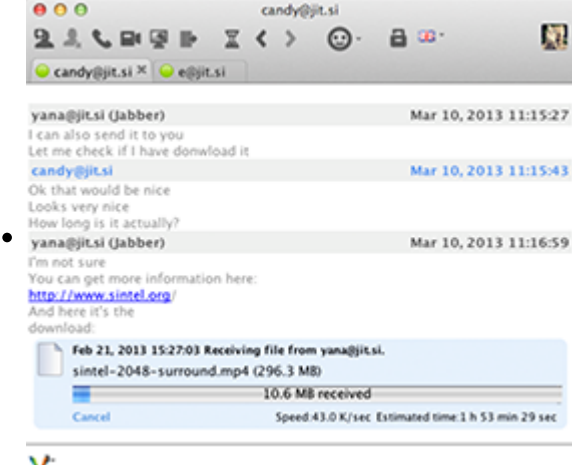 candy@jit.si
candy@jit.si × e@jit.si
yana@jit.si (Jabber) Mar 10, 2013 11:15:27
I can also send it to you
Let me check if I have donwload it
candy@jit.si Mar 10, 2013 11:15:43
Ok that would be nice
Looks very nice
How long is it actually?
yana@jit.si (Jabber) Mar 10, 2013 11:16:59
I'm not sure
You can get more information here:
http://www.sintel.org/
And here it's the
download:
Feb 21, 2013 15:27:03 Receiving file from yana@jit.si.
sintel-2048-surround.mp4 (296.3 MB)
10.6 MB received
Cancel Speed:43.0 K/sec Estimated time:1 h 53 min 29 sec